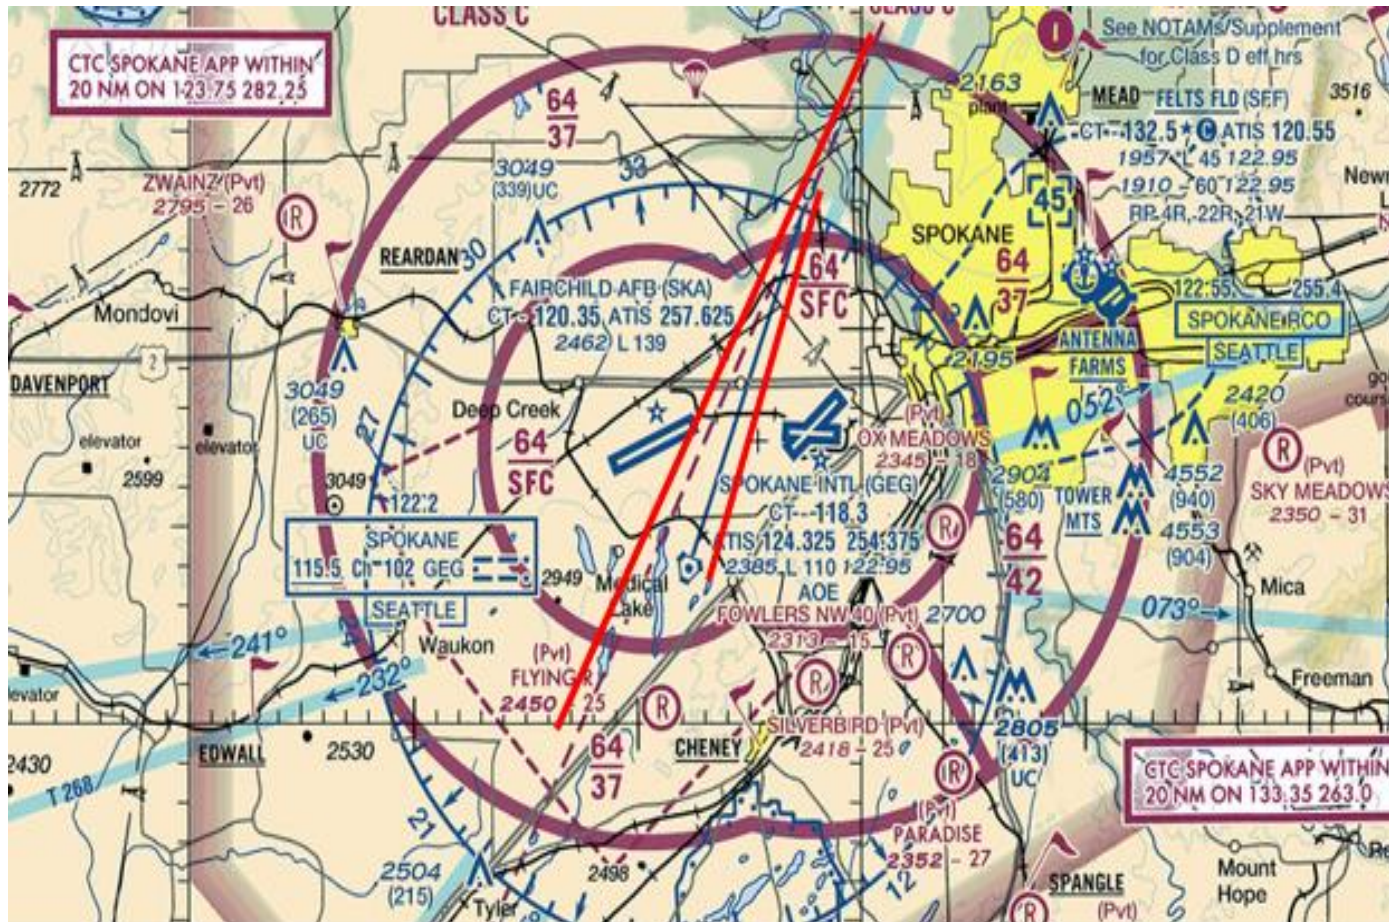 CLASS C
CLASS C
CTC SPOKANE APP WITHIN
20 NM ON 123.75 282.25
See NOTAMs/Supplement
for Class D eff hrs
2163
plant
MEAD
FELTS FLD (SFF)
CT - 132.5 ★ C ATIS 120.55
1957 L 45 122.95
1910 - 60 122.95
RP 4R, 22R, 21W
3516
64
37
3049
(339)UC
33
2772
ZWAINZ (Pvt)
2795 - 26
R
45
REARDAN
30
SPOKANE
64
37
64
SFC
FAIRCHILD AFB (SKA)
CT - 120.35 ATIS 257.625
2462 L 139
Mondovi
2
DAVENPORT
122.55
255.4
SPOKANE RCO
SEATTLE
ANTENNA
FARMS
2195
052°
2420
(406)
3049
(265)
UC
27
Deep Creek
64
SFC
elevator
elevator
2599
(Pvt)
OX MEADOWS
2345 - 18
R
(Pvt)
SKY MEADOWS
2350 - 31
3049
122.2
SPOKANE
115.5 Ch 102 GEG
SEATTLE
2949
Medical
Lake
SPOKANE INTL (GEG)
CT - 118.3
ATIS 124.325 254.375
2385 L 110 122.95
AOE
FOWLERS NW 40 (Pvt)
2313 - 15
2904
(580)
TOWER
MTS
4552
(940)
4553
(904)
R
64
42
Mica
073°
2700
R
24
241°
Waukon
232°
(Pvt)
FLYING R
2450 - 25
R
R
SILVERBIRD (Pvt)
2418 - 25
CHENEY
64
37
2805
(413)
UC
Freeman
EDWALL
2530
2430
T 268
CTC SPOKANE APP WITHIN
20 NM ON 133.35 263.0
R
PARADISE
2352 - 27
21
2504
(215)
Tyler
2498
12
SPANGLE
(Pvt)
R
Mount
Hope